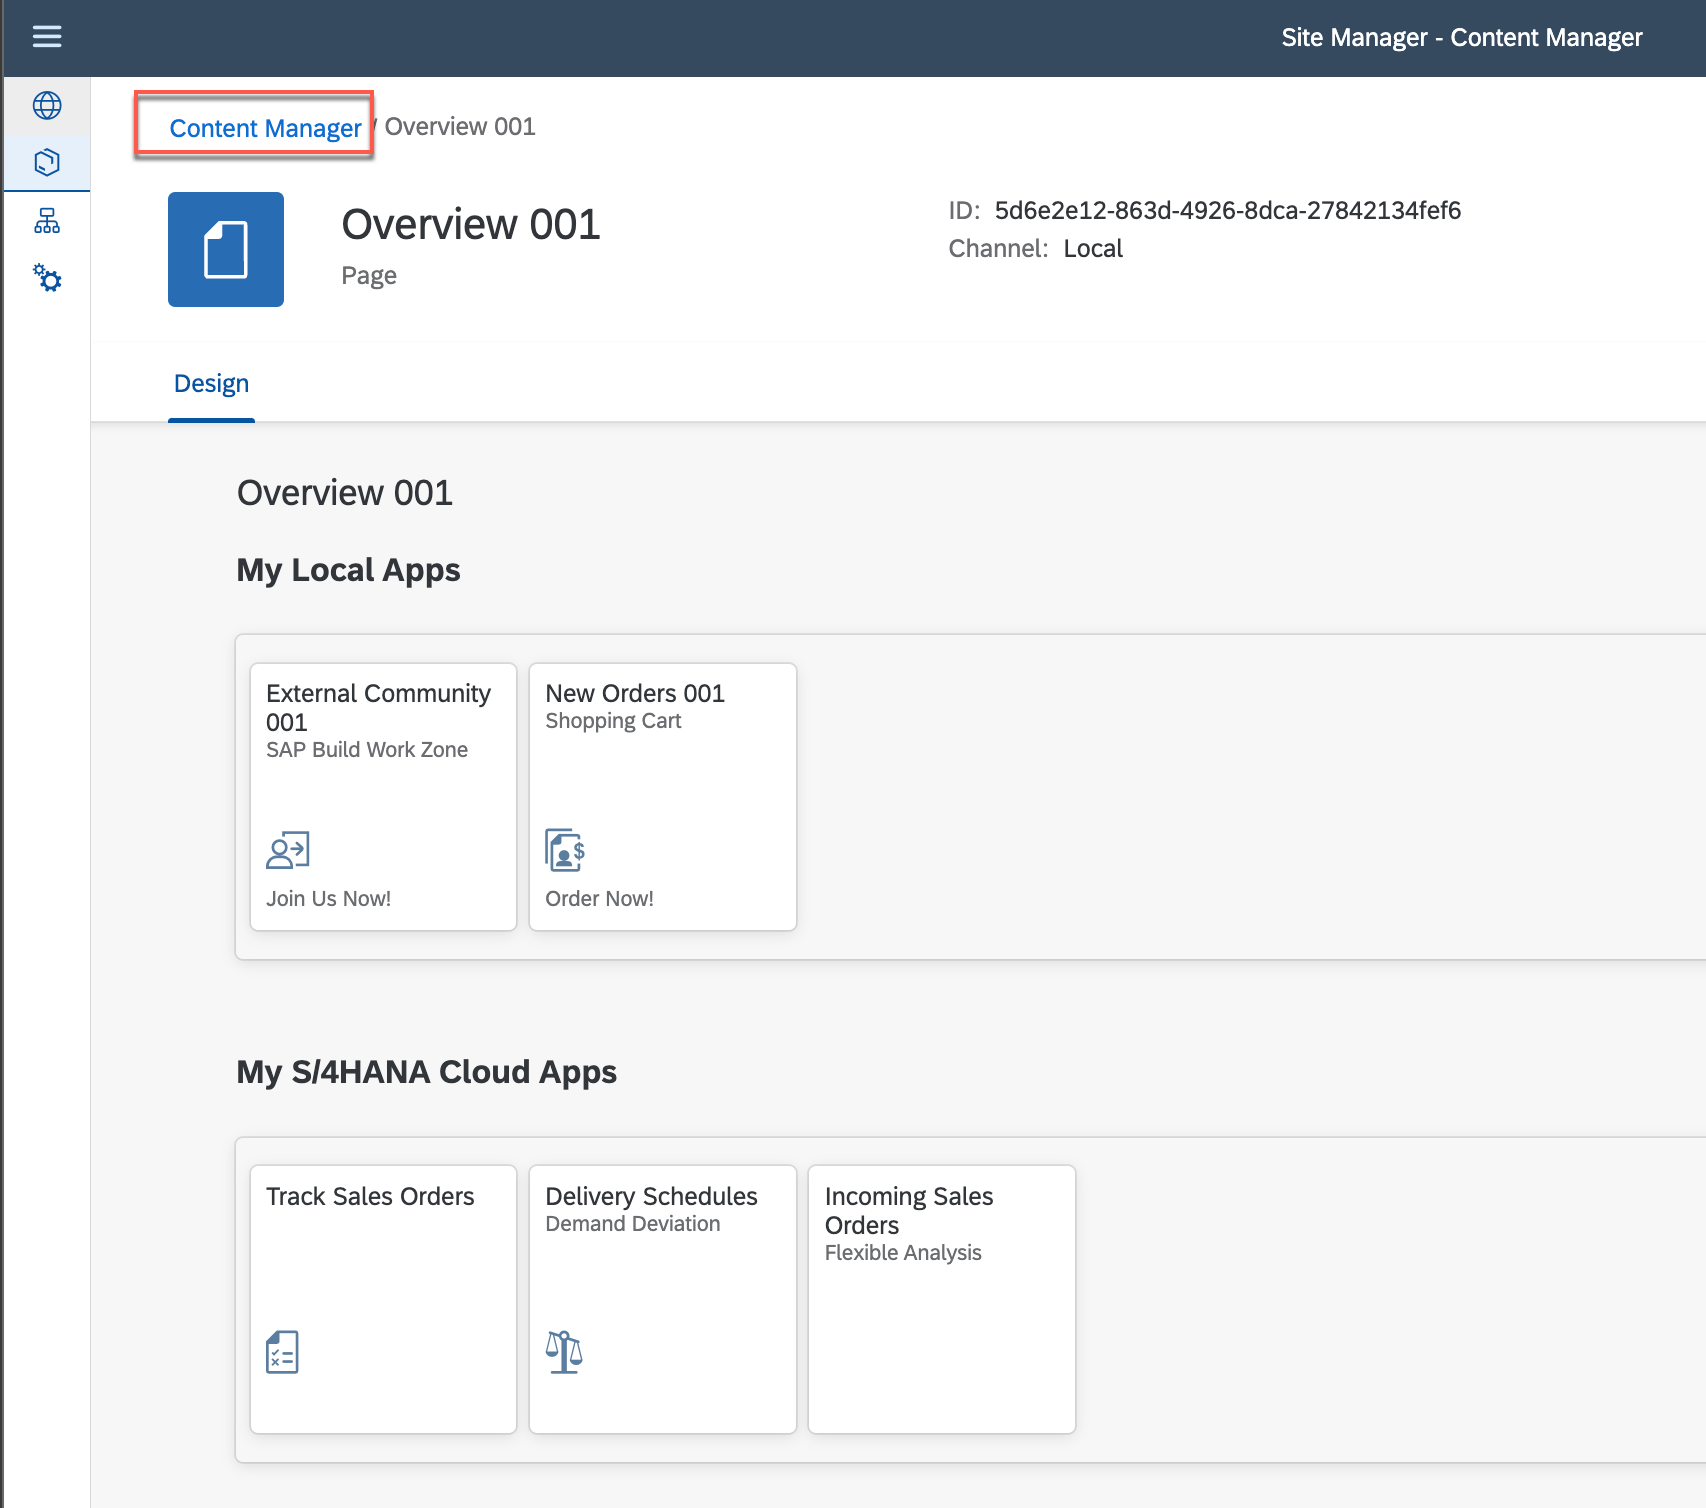 Site Manager - Content Manager
Content Manager / Overview 001
Overview 001
Page
ID: 5d6e2e12-863d-4926-8dca-27842134fef6
Channel: Local
Design
Overview 001
My Local Apps
External Community
001
SAP Build Work Zone
Join Us Now!
New Orders 001
Shopping Cart
$
Order Now!
My S/4HANA Cloud Apps
Track Sales Orders
Delivery Schedules
Demand Deviation
Incoming Sales
Orders
Flexible Analysis